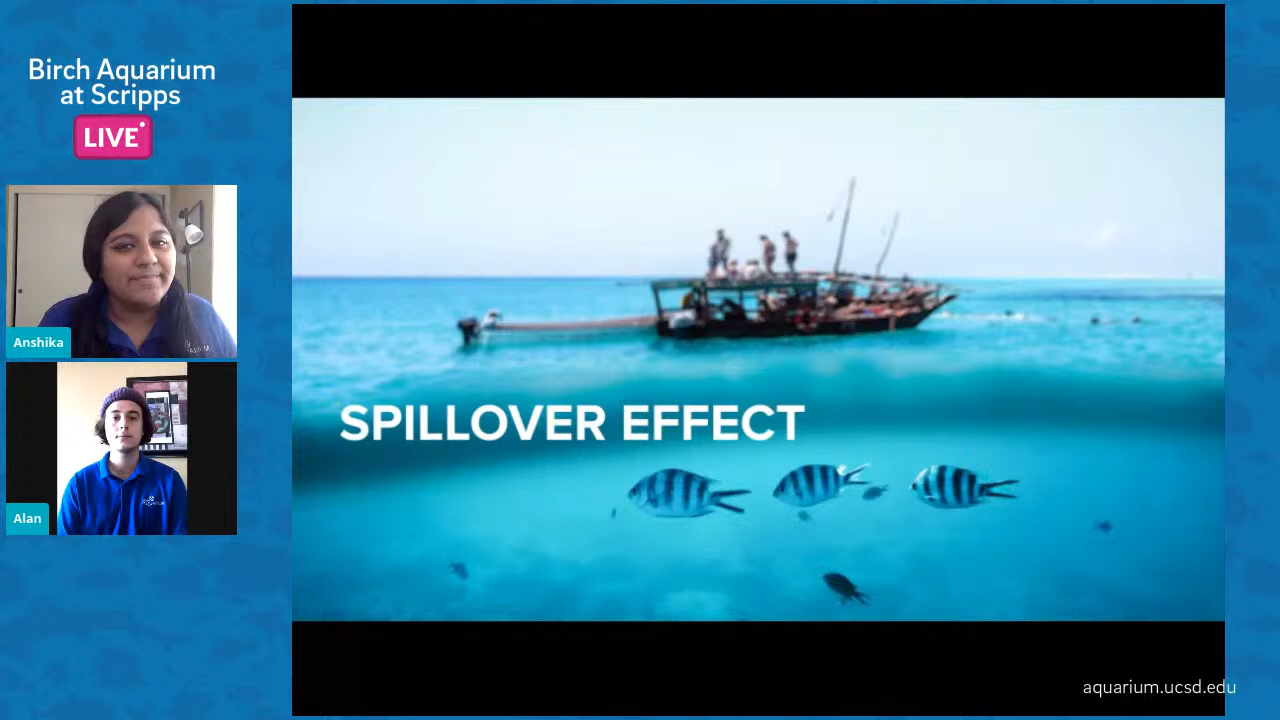 Birch Aquarium
at Scripps
LIVE
Anshika
Alan
SPILLOVER EFFECT
aquarium.ucsd.edu